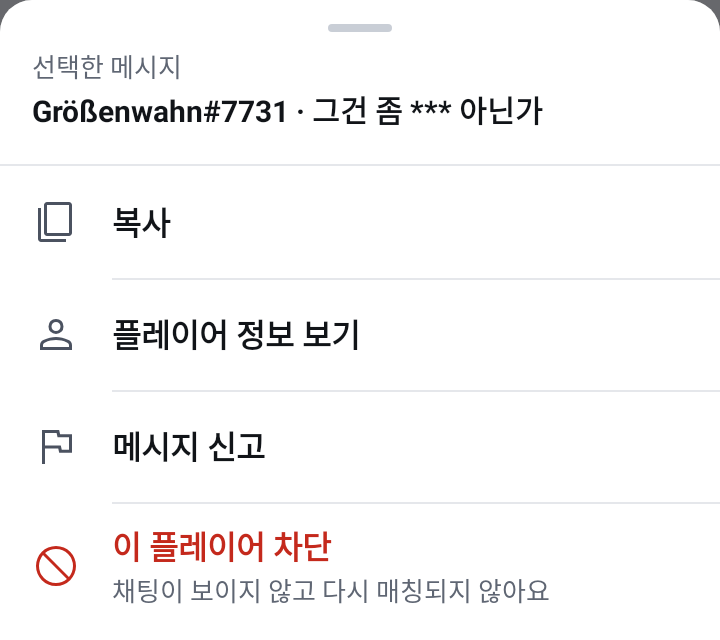 선택한 메시지
Größenwahn#7731 · 그건 좀 *** 아닌가
복사
플레이어 정보 보기
메시지 신고
이 플레이어 차단
채팅이 보이지 않고 다시 매칭되지 않아요